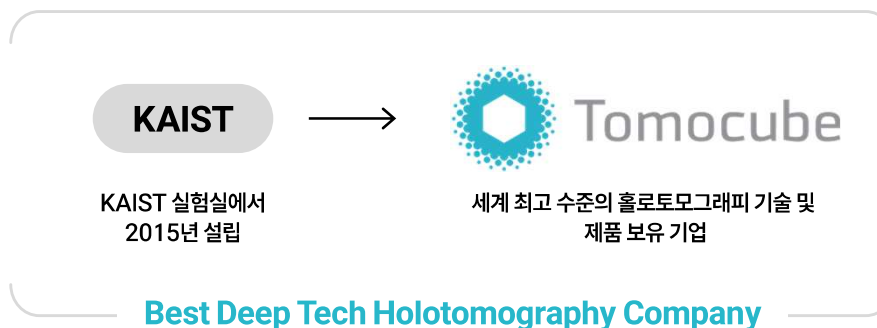 KAIST
Tomocube
KAIST 실험실에서
2015년 설립
세계 최고 수준의 홀로토모그래피 기술 및
제품 보유 기업
Best Deep Tech Holotomography Company